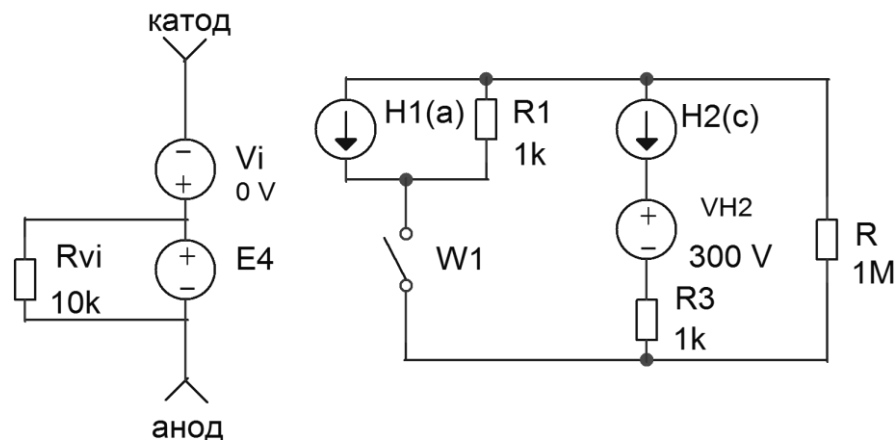 катод
Vi
0 V
Rvi
10k
E4
анод
H1(a)
R1
1k
W1
H2(c)
VH2
300 V
R3
1k
R
1M